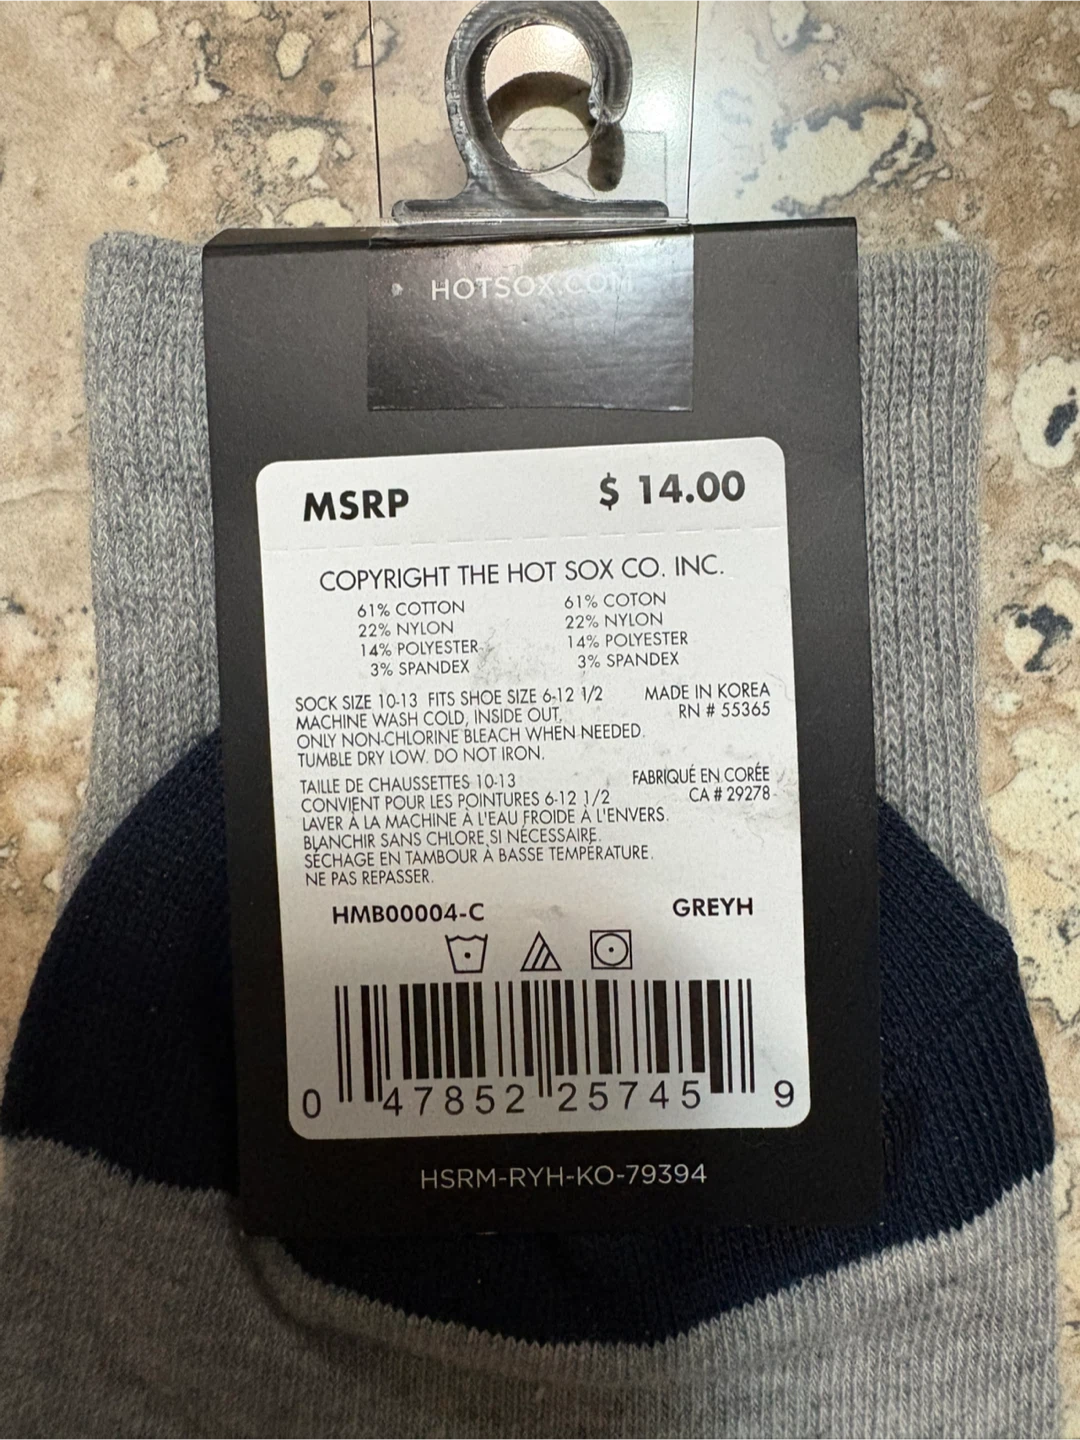 HOTSOX.COM
MSRP $ 14.00
COPYRIGHT THE HOT SOX CO. INC.
61% COTTON 61% COTON
22% NYLON 22% NYLON
14% POLYESTER 14% POLYESTER
3% SPANDEX 3% SPANDEX
SOCK SIZE 10-13 FITS SHOE SIZE 6-12 1/2 MADE IN KOREA
MACHINE WASH COLD, INSIDE OUT, RN # 55365
ONLY NON-CHLORINE BLEACH WHEN NEEDED.
TUMBLE DRY LOW. DO NOT IRON.
TAILLE DE CHAUSSETTES 10-13 FABRIQUÉ EN CORÉE
CONVIENT POUR LES POINTURES 6-12 1/2 CA # 29278
LAVER À LA MACHINE À L'EAU FROIDE À L'ENVERS.
BLANCHIR SANS CHLORE SI NÉCESSAIRE.
SÉCHAGE EN TAMBOUR À BASSE TEMPÉRATURE.
NE PAS REPASSER.
HMB00004-C GREYH
0 47852 25745 9
HSRM-RYH-KO-79394